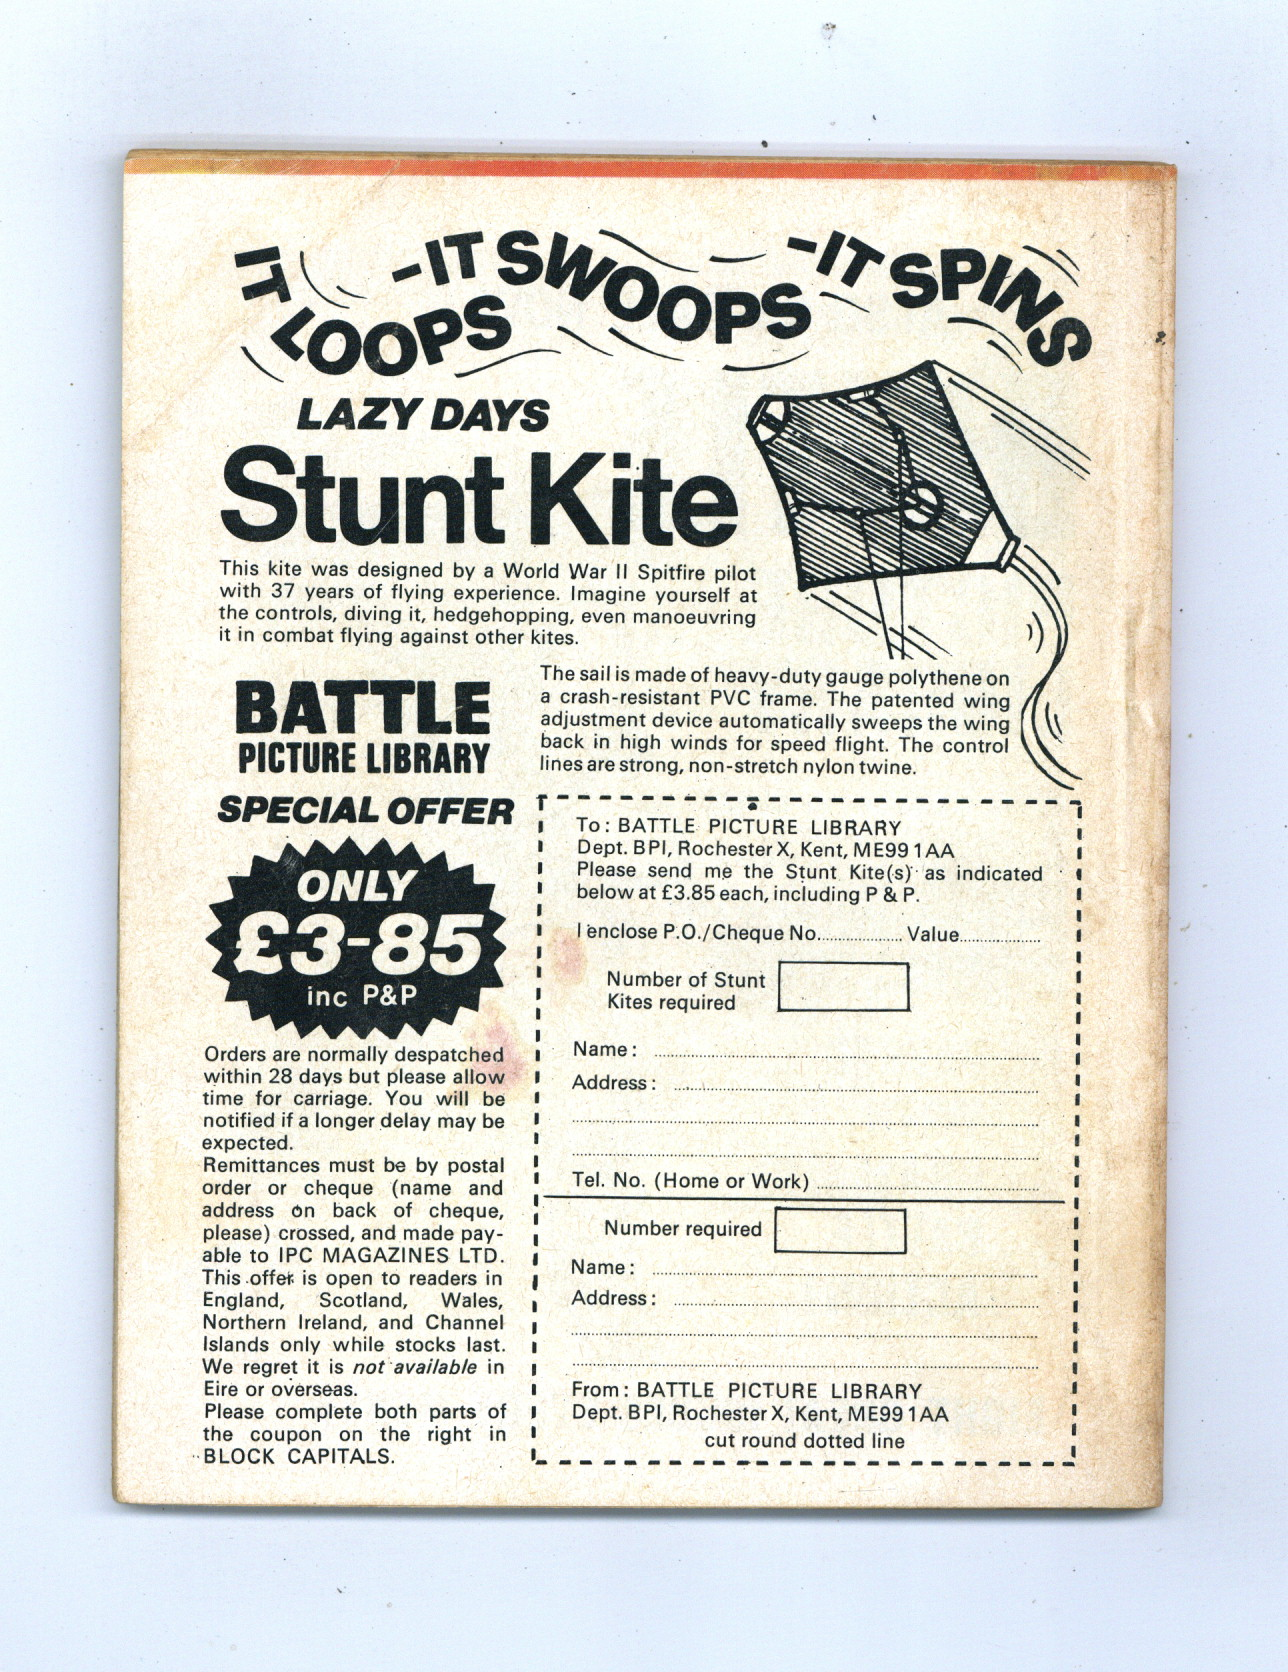 IT LOOPS -IT SWOOPS -IT SPINS
LAZY DAYS
Stunt Kite
This kite was designed by a World War II Spitfire pilot
with 37 years of flying experience. Imagine yourself at
the controls, diving it, hedgehopping, even manoeuvring
it in combat flying against other kites.
The sail is made of heavy-duty gauge polythene on
a crash-resistant PVC frame. The patented wing
adjustment device automatically sweeps the wing
back in high winds for speed flight. The control
lines are strong, non-stretch nylon twine.
BATTLE
PICTURE LIBRARY
SPECIAL OFFER
ONLY
£3-85
inc P&P
Orders are normally despatched
within 28 days but please allow
time for carriage. You will be
notified if a longer delay may be
expected.
Remittances must be by postal
order or cheque (name and
address on back of cheque,
please) crossed, and made pay-
able to IPC MAGAZINES LTD.
This offer is open to readers in
England, Scotland, Wales,
Northern Ireland, and Channel
Islands only while stocks last.
We regret it is not available in
Eire or overseas.
Please complete both parts of
the coupon on the right in
BLOCK CAPITALS.
To: BATTLE PICTURE LIBRARY
Dept. BPI, Rochester X, Kent, ME99 1AA
Please send me the Stunt Kite(s) as indicated
below at £3.85 each, including P & P.
I enclose P.O./Cheque No.................... Value....................
Number of Stunt
Kites required
Name: ....................
Address: ....................
Tel. No. (Home or Work) ....................
Number required
Name: ....................
Address: ....................
From: BATTLE PICTURE LIBRARY
Dept. BPI, Rochester X, Kent, ME99 1AA
cut round dotted line